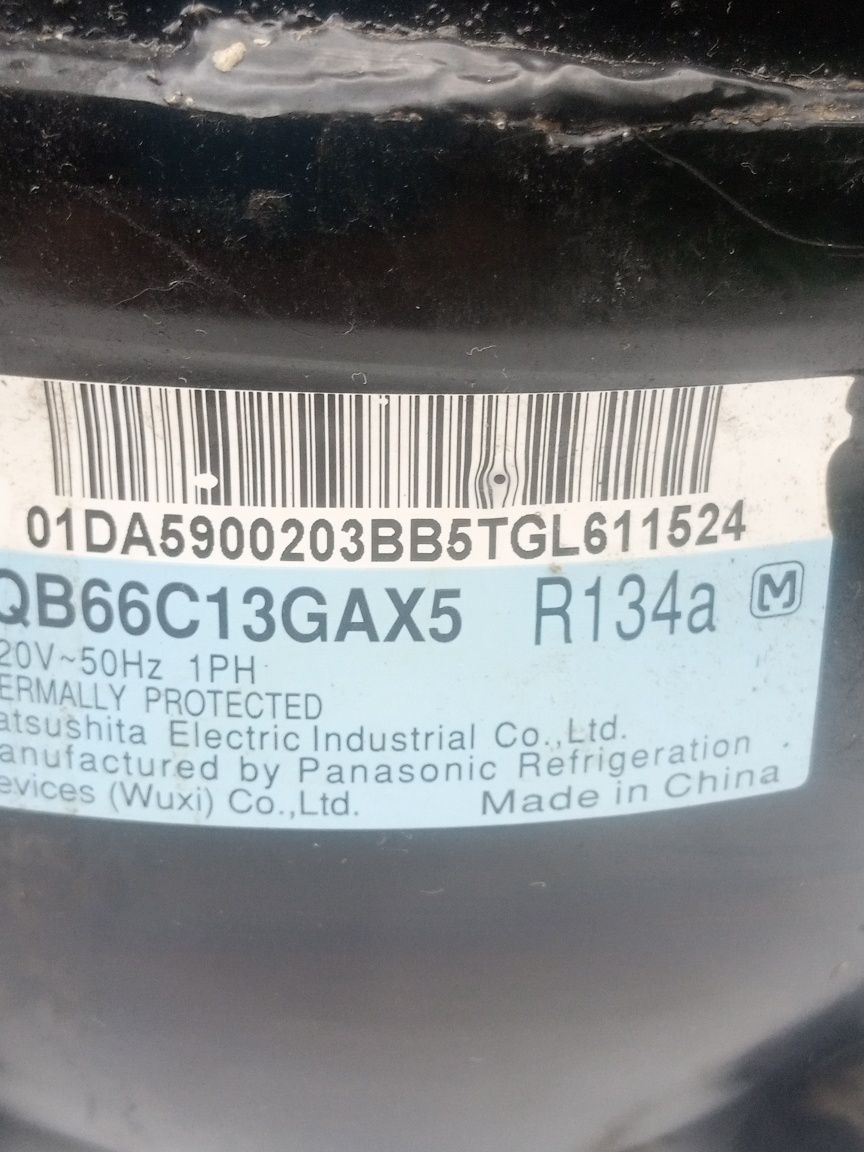 01DA5900203BB5TGL611524
QB66C13GAX5 R134a M
20V~50Hz 1PH
ERMALLY PROTECTED
atsushita Electric Industrial Co.,Ltd.
anufactured by Panasonic Refrigeration
evices (Wuxi) Co.,Ltd. Made in China